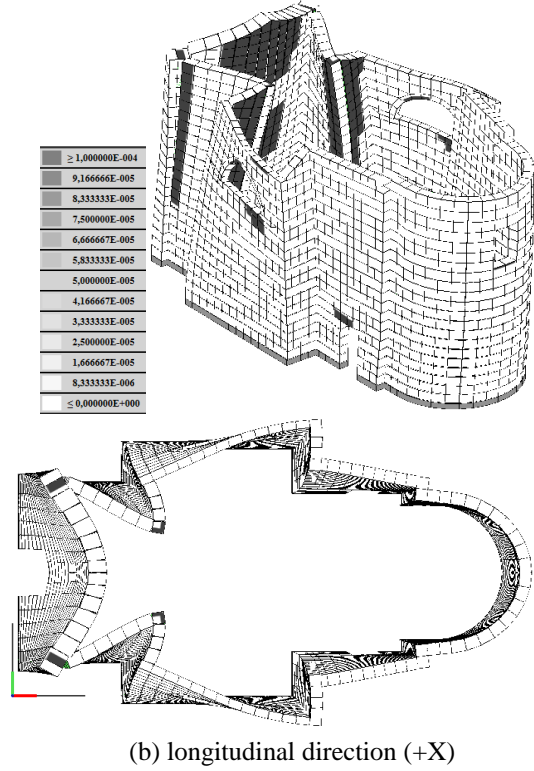 ≥ 1,000000E-004
9,166666E-005
8,333333E-005
7,500000E-005
6,666667E-005
5,833333E-005
5,000000E-005
4,166667E-005
3,333333E-005
2,500000E-005
1,666667E-005
8,333333E-006
≤ 0,000000E+000
(b) longitudinal direction (+X)